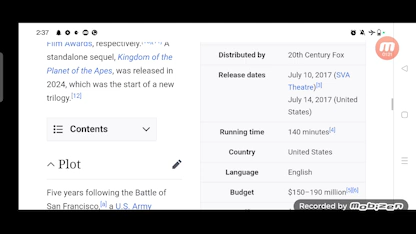 2:37
Film Awards, respectively. A
standalone sequel, Kingdom of the
Planet of the Apes, was released in
2024, which was the start of a new
trilogy.[12]
Contents
Plot
Five years following the Battle of
San Francisco,[a] a U.S. Army
Distributed by 20th Century Fox
Release dates July 10, 2017 (SVA
Theatre)[3]
July 14, 2017 (United
States)
Running time 140 minutes[4]
Country United States
Language English
Budget $150–190 million[5][6]
Recorded by Mobizen